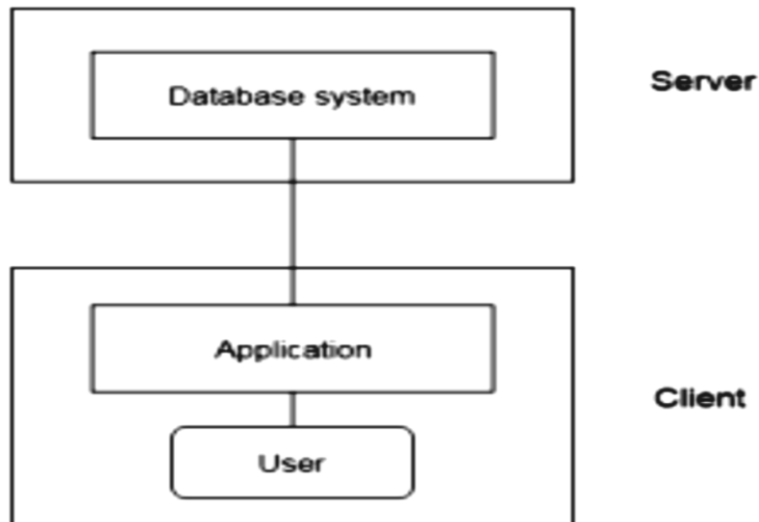 Database system
Server
Application
Client
User